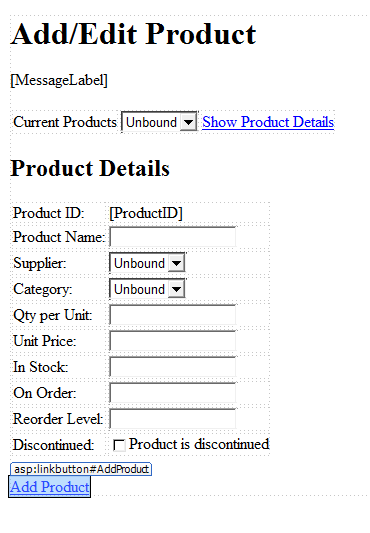 Add/Edit Product
[MessageLabel]
Current Products Unbound Show Product Details
Product Details
Product ID: [ProductID]
Product Name:
Supplier: Unbound
Category: Unbound
Qty per Unit:
Unit Price:
In Stock:
On Order:
Reorder Level:
Discontinued: Product is discontinued
asp:linkbutton#AddProduct
Add Product